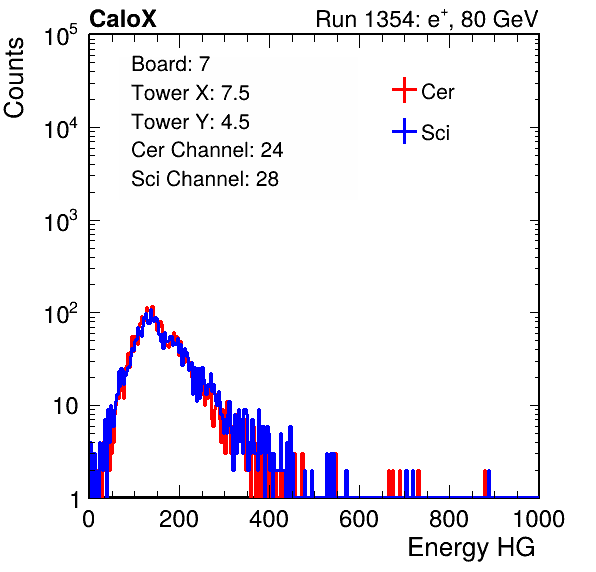 CaloX Run 1354: e⁺, 80 GeV
Counts
Board: 7
Tower X: 7.5
Tower Y: 4.5
Cer Channel: 24
Sci Channel: 28
Cer
Sci
10⁵
10⁴
10³
10²
10
1
0 200 400 600 800 1000
Energy HG